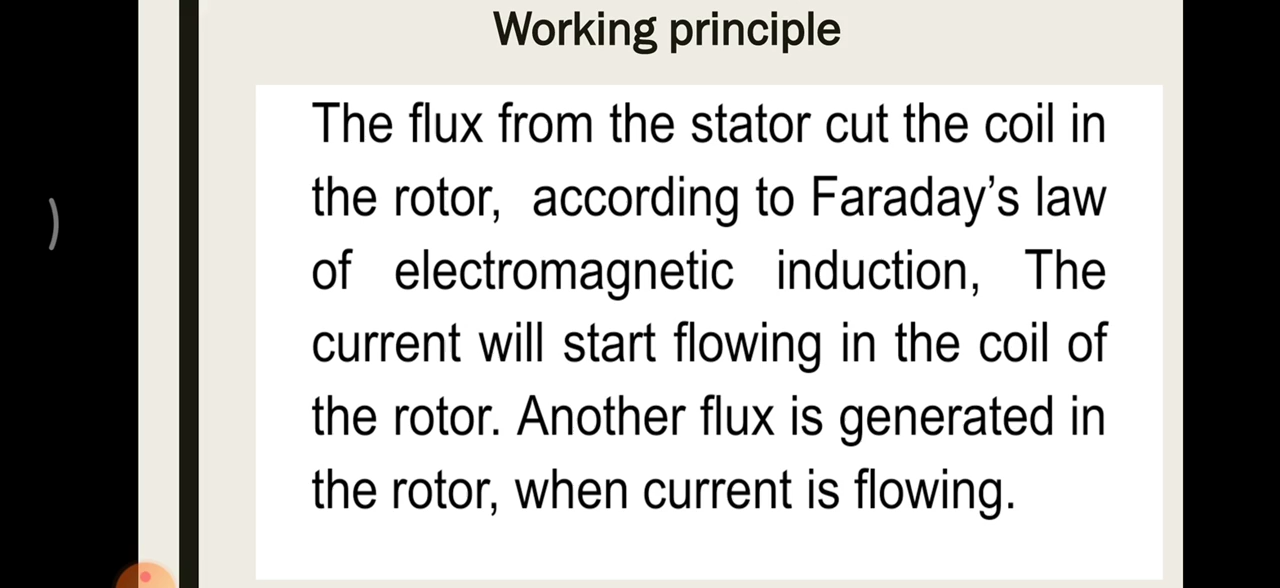 Working principle
The flux from the stator cut the coil in
the rotor, according to Faraday’s law
of electromagnetic induction, The
current will start flowing in the coil of
the rotor. Another flux is generated in
the rotor, when current is flowing.